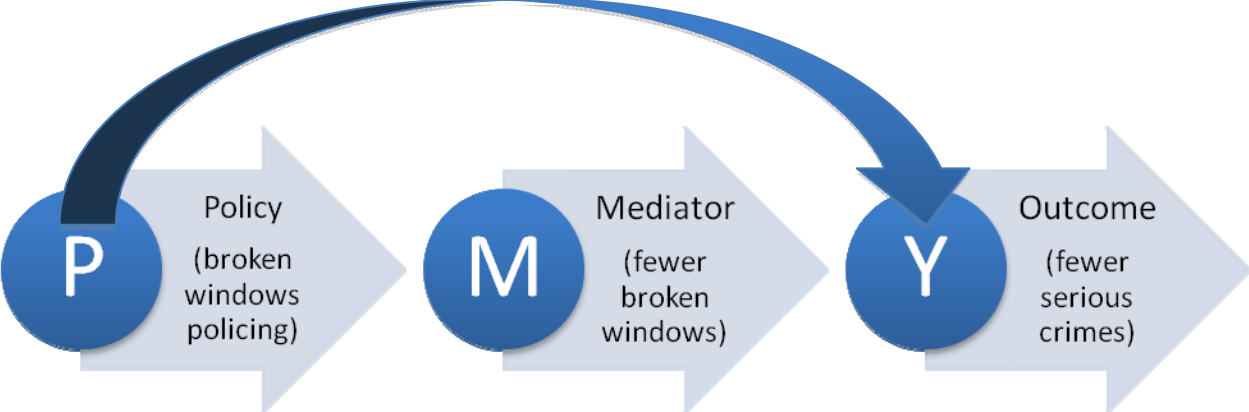 P
Policy
(broken
windows
policing)
M
Mediator
(fewer
broken
windows)
Y
Outcome
(fewer
serious
crimes)